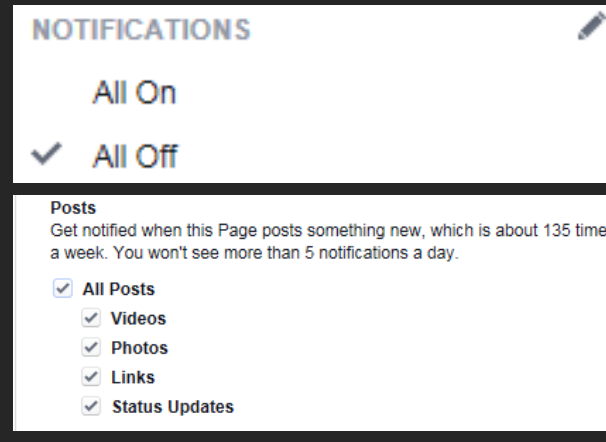 NOTIFICATIONS
All On
All Off
Posts
Get notified when this Page posts something new, which is about 135 time
a week. You won't see more than 5 notifications a day.
All Posts
Videos
Photos
Links
Status Updates